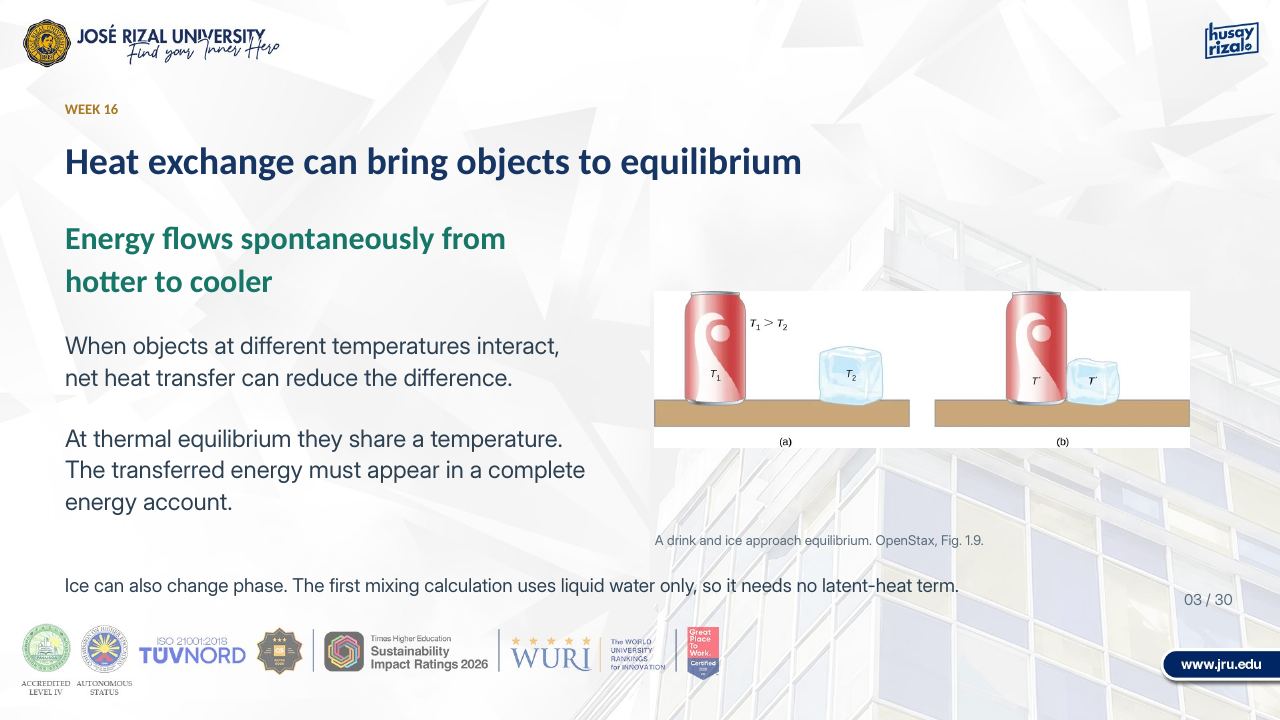 JOSÉ RIZAL UNIVERSITY
Find your Inner Hero
husay
rizal
WEEK 16
Heat exchange can bring objects to equilibrium
Energy flows spontaneously from
hotter to cooler
When objects at different temperatures interact,
net heat transfer can reduce the difference.
At thermal equilibrium they share a temperature.
The transferred energy must appear in a complete
energy account.
T1 > T2
T1
T2
T'
T'
(a)
(b)
A drink and ice approach equilibrium. OpenStax, Fig. 1.9.
Ice can also change phase. The first mixing calculation uses liquid water only, so it needs no latent-heat term.
03 / 30
ACCREDITED
LEVEL IV
AUTONOMOUS
STATUS
ISO 21001:2018
TÜVNORD
Times Higher Education
Sustainability
Impact Ratings 2026
WURI
The WORLD
UNIVERSITY
RANKINGS
for INNOVATION
Great
Place
To
Work.
Certified
www.jru.edu